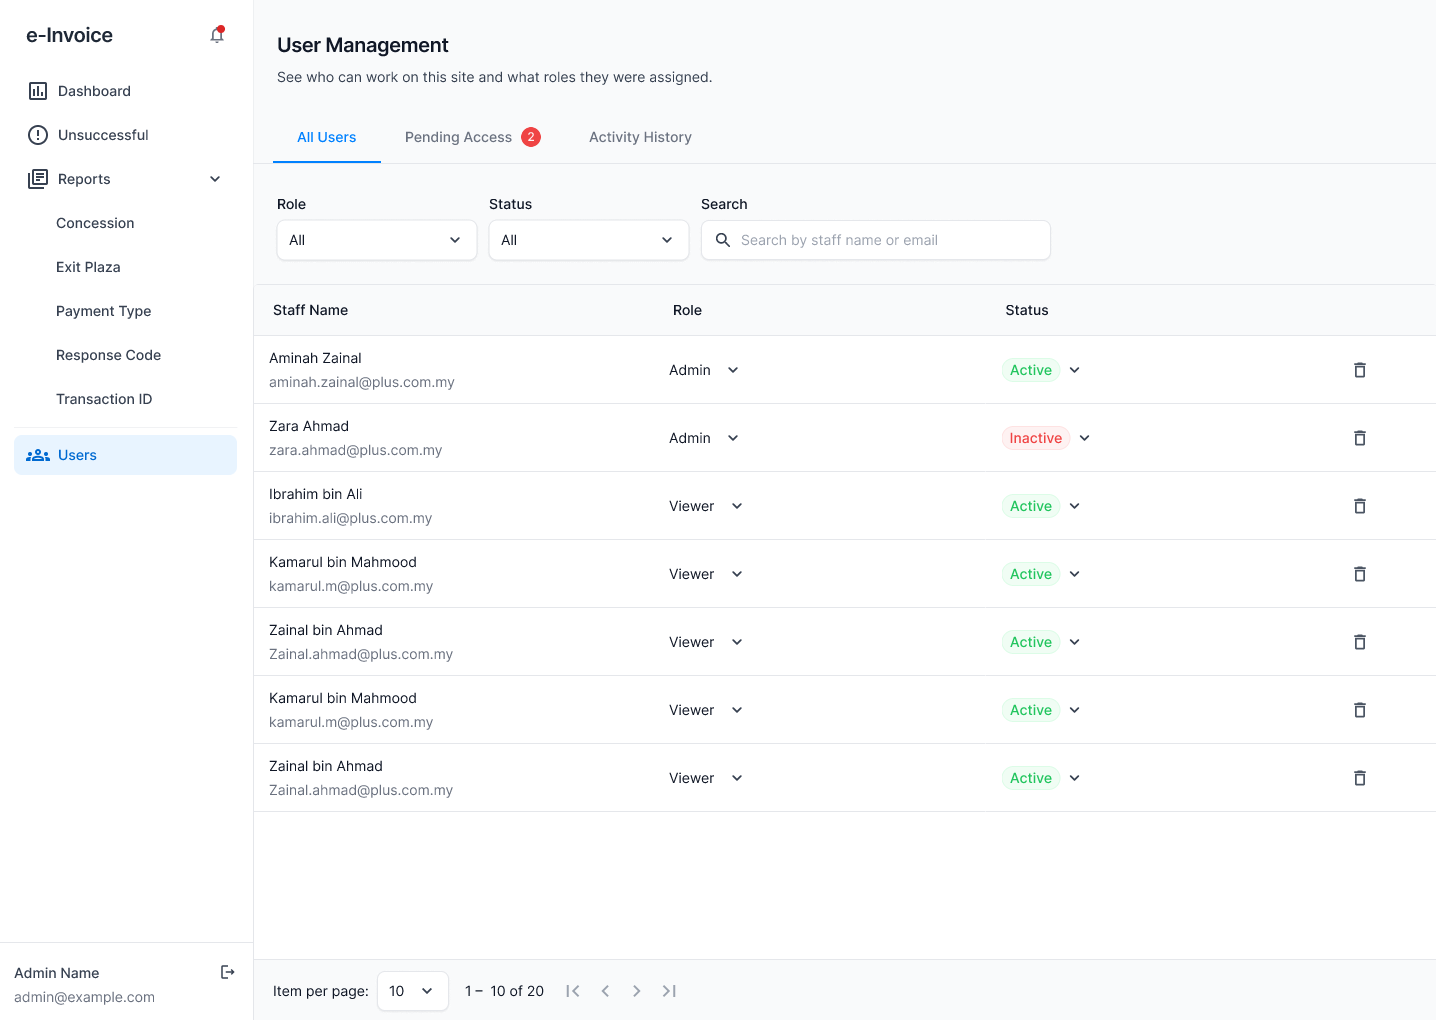 e-Invoice
Dashboard
Unsuccessful
Reports
Concession
Exit Plaza
Payment Type
Response Code
Transaction ID
Users
Admin Name
admin@example.com
User Management
See who can work on this site and what roles they were assigned.
All Users Pending Access 2 Activity History
Role Status Search
All All Search by staff name or email
Staff Name Role Status
Aminah Zainal
aminah.zainal@plus.com.my
Admin Active
Zara Ahmad
zara.ahmad@plus.com.my
Admin Inactive
Ibrahim bin Ali
ibrahim.ali@plus.com.my
Viewer Active
Kamarul bin Mahmood
kamarul.m@plus.com.my
Viewer Active
Zainal bin Ahmad
Zainal.ahmad@plus.com.my
Viewer Active
Kamarul bin Mahmood
kamarul.m@plus.com.my
Viewer Active
Zainal bin Ahmad
Zainal.ahmad@plus.com.my
Viewer Active
Item per page: 10 1 – 10 of 20